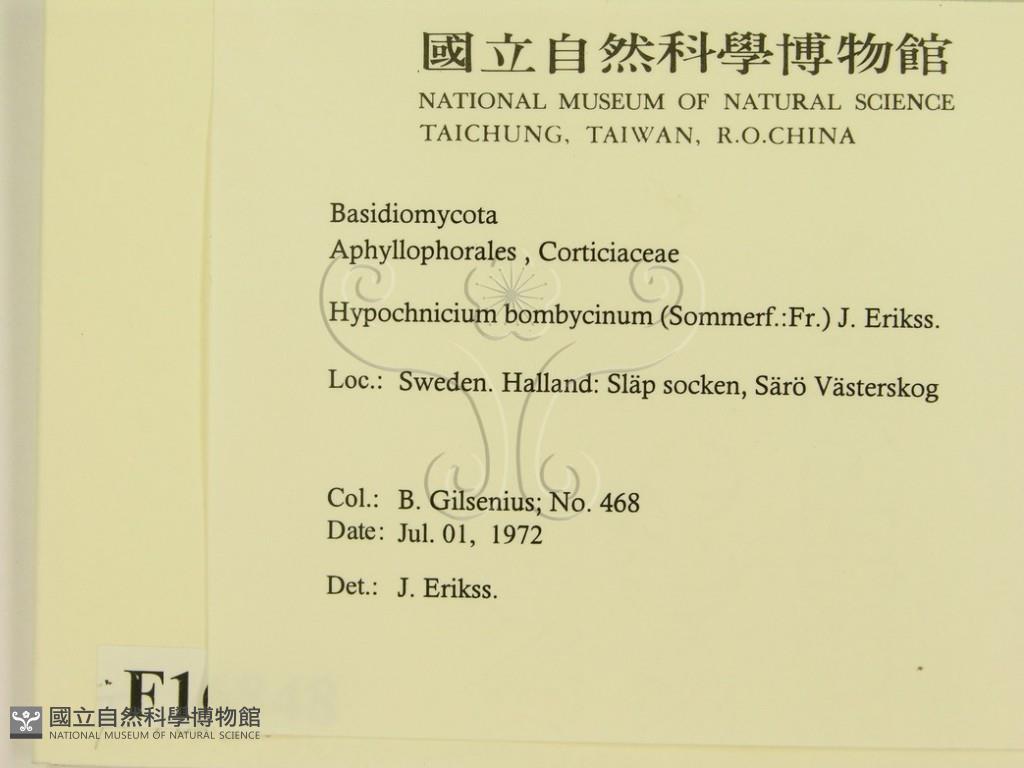 國立自然科學博物館
NATIONAL MUSEUM OF NATURAL SCIENCE
TAICHUNG, TAIWAN, R.O.CHINA
Basidiomycota
Aphyllophorales , Corticiaceae
Hypochnicium bombycinum (Sommerf.:Fr.) J. Erikss.
Loc.: Sweden. Halland: Släp socken, Särö Västerskog
Col.: B. Gilsenius; No. 468
Date: Jul. 01, 1972
Det.: J. Erikss.
國立自然科學博物館
NATIONAL MUSEUM OF NATURAL SCIENCE